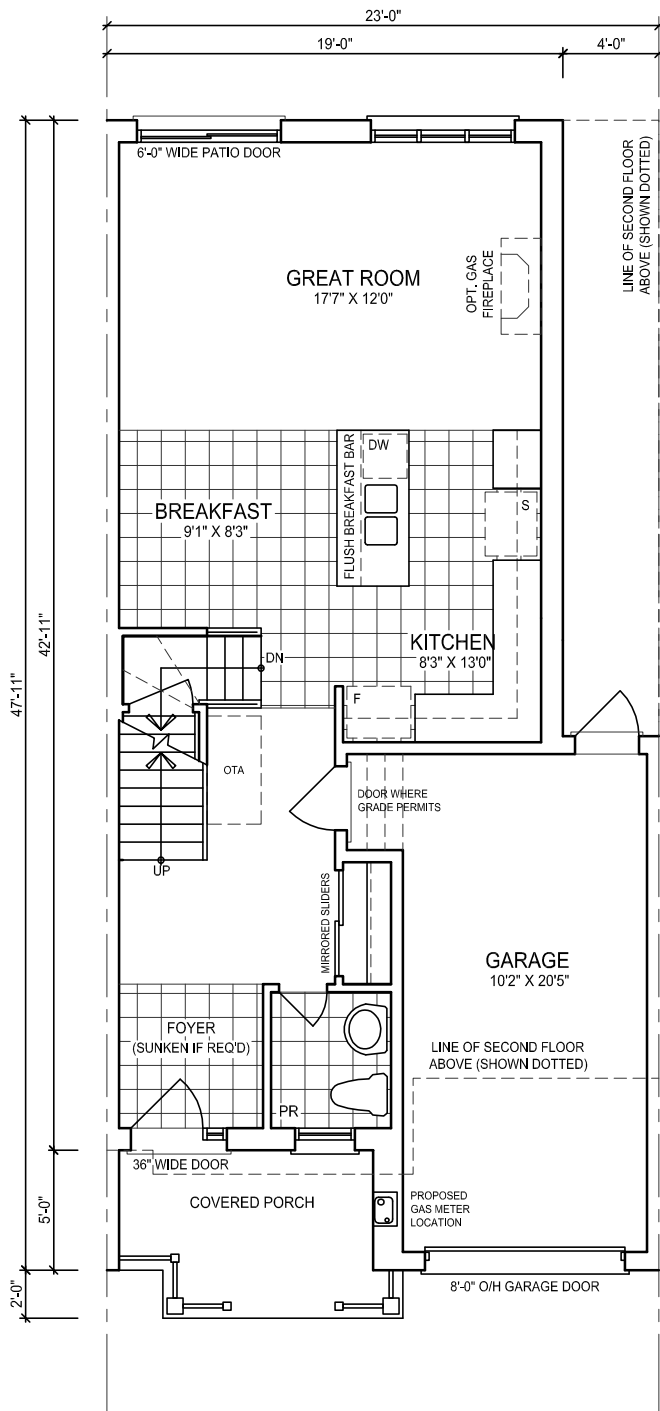 23'-0"
19'-0"
4'-0"
6'-0" WIDE PATIO DOOR
LINE OF SECOND FLOOR
ABOVE (SHOWN DOTTED)
GREAT ROOM
17'7" X 12'0"
OPT. GAS
FIREPLACE
FLUSH BREAKFAST BAR
DW
BREAKFAST
9'1" X 8'3"
S
42'-11"
47'-11"
KITCHEN
8'3" X 13'0"
DN
F
OTA
DOOR WHERE
GRADE PERMITS
UP
MIRRORED SLIDERS
GARAGE
10'2" X 20'5"
FOYER
(SUNKEN IF REQ'D)
LINE OF SECOND FLOOR
ABOVE (SHOWN DOTTED)
PR
36" WIDE DOOR
COVERED PORCH
PROPOSED
GAS METER
LOCATION
5'-0"
2'-0"
8'-0" O/H GARAGE DOOR